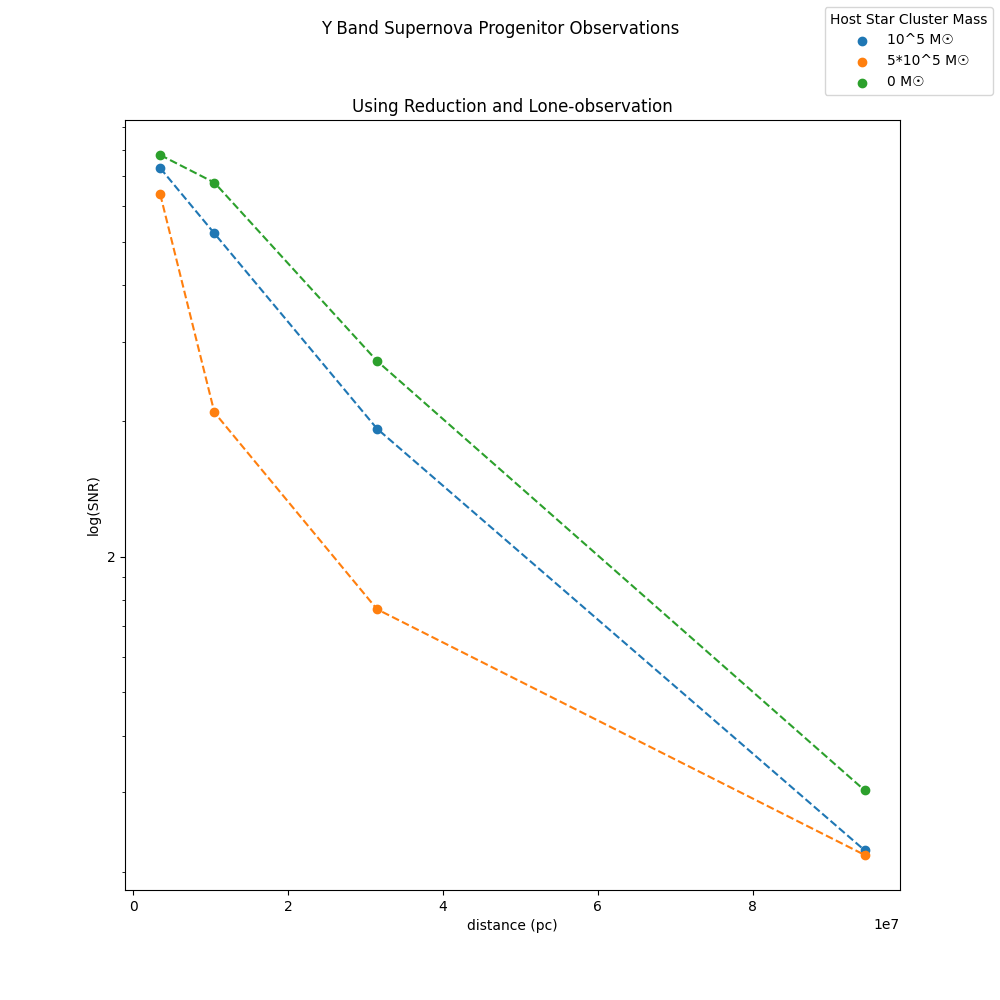 Y Band Supernova Progenitor Observations
Host Star Cluster Mass
10^5 M☉
5*10^5 M☉
0 M☉
Using Reduction and Lone-observation
log(SNR)
2
0 2 4 6 8
1e7
distance (pc)